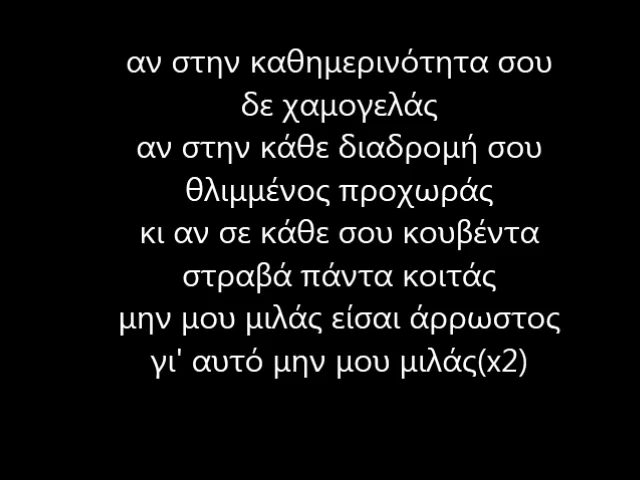 αν στην καθημερινότητα σου
δε χαμογελάς
αν στην κάθε διαδρομή σου
θλιμμένος προχωράς
κι αν σε κάθε σου κουβέντα
στραβά πάντα κοιτάς
μην μου μιλάς είσαι άρρωστος
γι' αυτό μην μου μιλάς(x2)